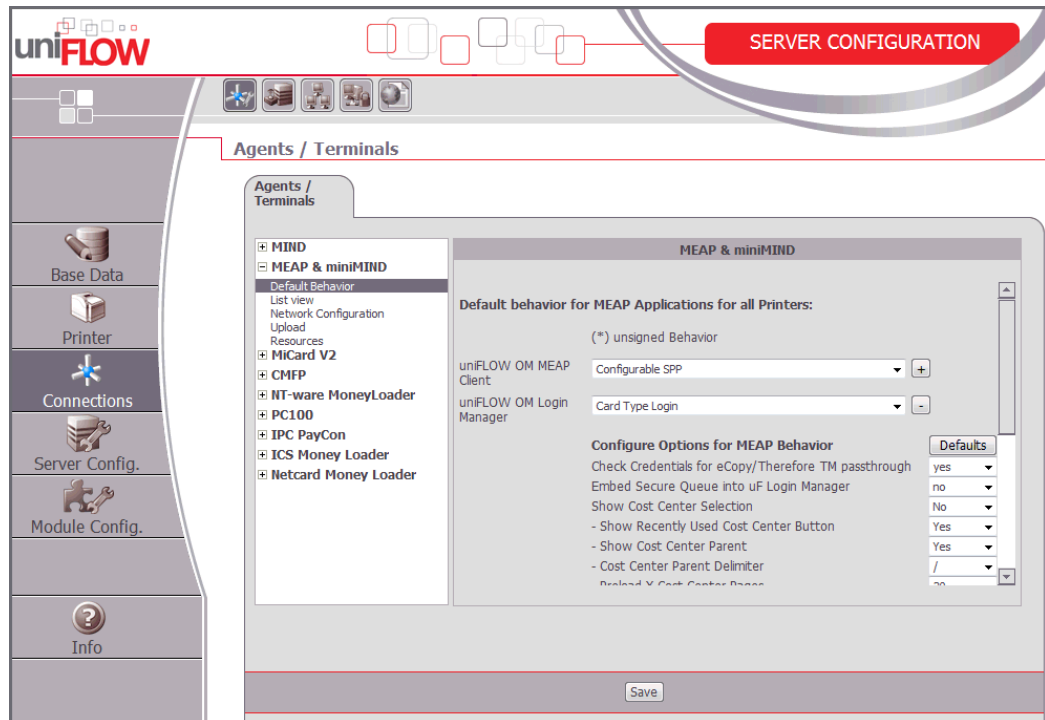 uniFLOW
SERVER CONFIGURATION
Agents / Terminals
Agents /
Terminals
Base Data
Printer
Connections
Server Config.
Module Config.
Info
MIND
MEAP & miniMIND
Default Behavior
List view
Network Configuration
Upload
Resources
MiCard V2
CMFP
NT-ware MoneyLoader
PC100
IPC PayCon
ICS Money Loader
Netcard Money Loader
MEAP & miniMIND
Default behavior for MEAP Applications for all Printers:
(*) unsigned Behavior
uniFLOW OM MEAP
Client
Configurable SPP
+
uniFLOW OM Login
Manager
Card Type Login
-
Configure Options for MEAP Behavior
Defaults
Check Credentials for eCopy/Therefore TM passthrough yes
Embed Secure Queue into uF Login Manager no
Show Cost Center Selection No
- Show Recently Used Cost Center Button Yes
- Show Cost Center Parent Yes
- Cost Center Parent Delimiter /
- Preload X Cost Center Pages 20
Save